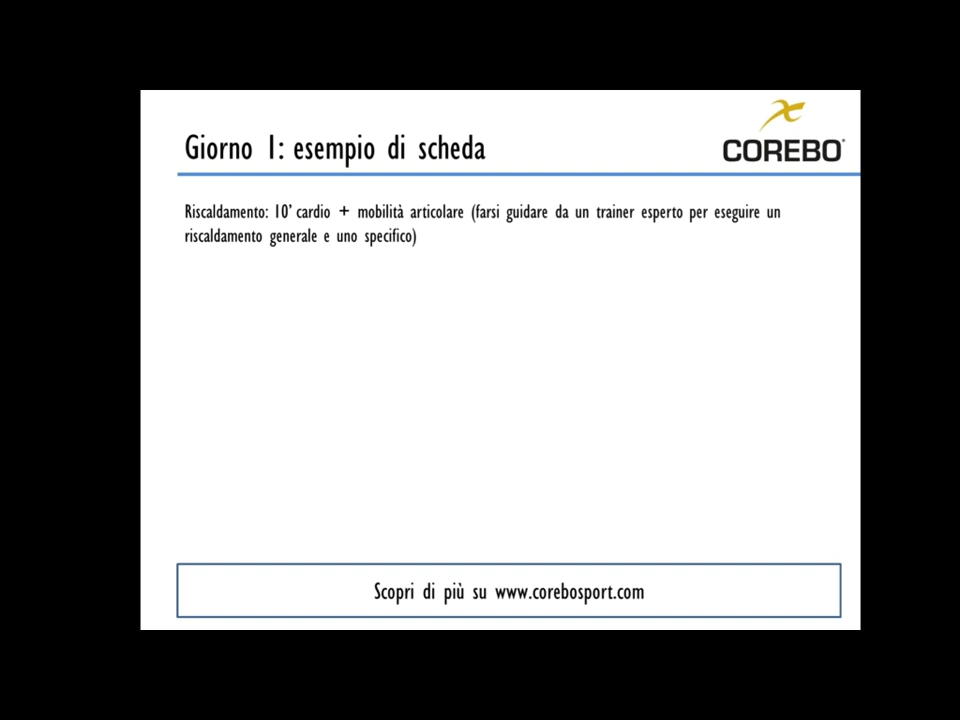 Giorno 1: esempio di scheda
COREBO®
Riscaldamento: 10' cardio + mobilità articolare (farsi guidare da un trainer esperto per eseguire un
riscaldamento generale e uno specifico)
Scopri di più su www.corebosport.com